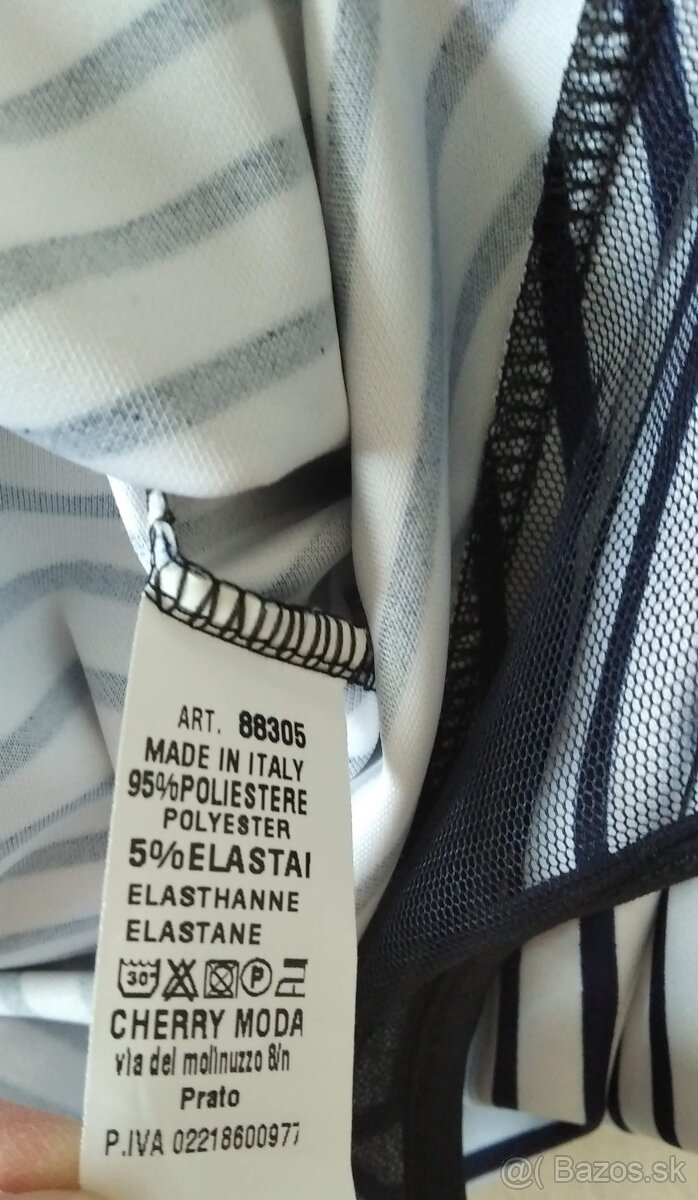 ART. 88305
MADE IN ITALY
95%POLIESTERE
POLYESTER
5%ELASTAI
ELASTHANNE
ELASTANE
30°
P
CHERRY MODA
via del molinuzzo 8/n
Prato
P.IVA 02218600977
@( Bazos.sk